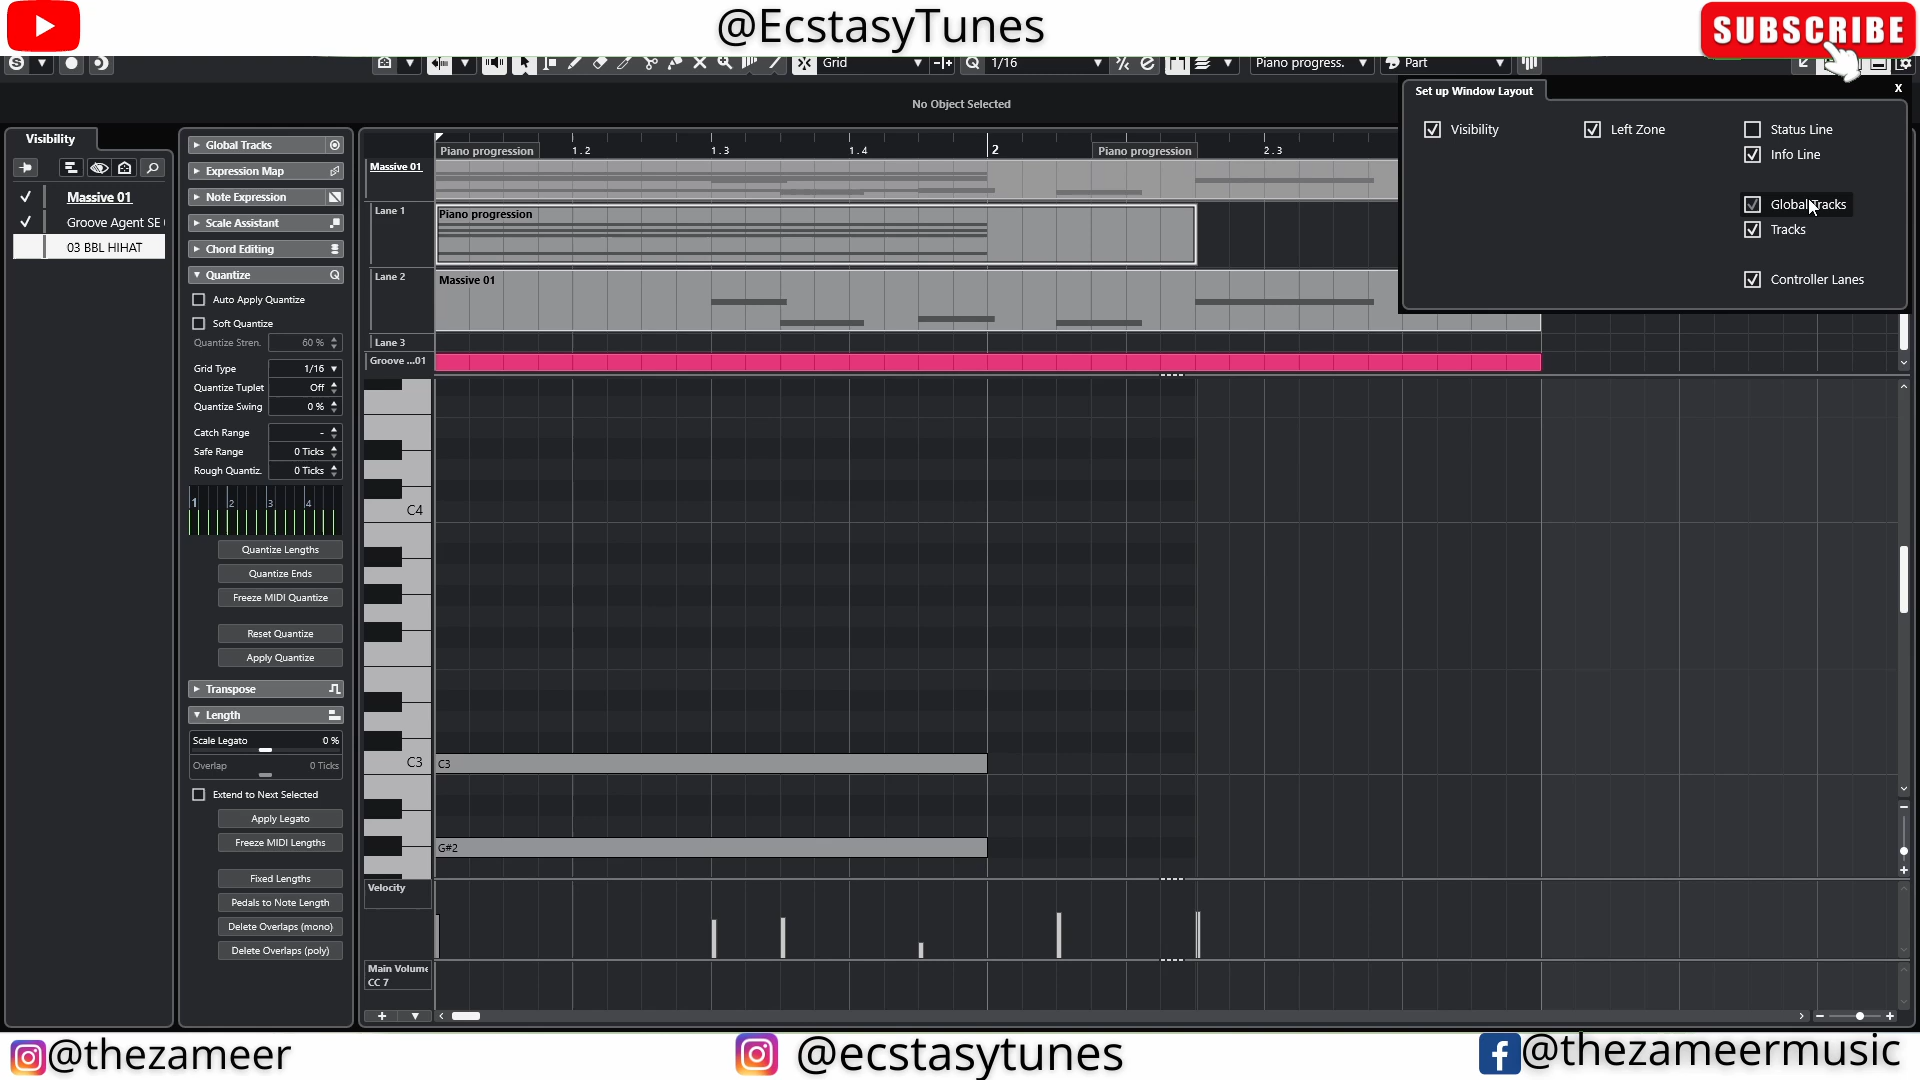 @EcstasyTunes
SUBSCRIBE
Grid
1/16
Piano progress.
Part
No Object Selected
Set up Window Layout
X
Visibility
Left Zone
Status Line
Info Line
Global Tracks
Tracks
Controller Lanes
Visibility
Massive 01
Groove Agent SE
03 BBL HIHAT
Global Tracks
Expression Map
Note Expression
Scale Assistant
Chord Editing
Quantize
Auto Apply Quantize
Soft Quantize
Quantize Stren. 60 %
Grid Type 1/16
Quantize Tuplet Off
Quantize Swing 0 %
Catch Range -
Safe Range 0 Ticks
Rough Quantiz. 0 Ticks
1 2 3 4
Quantize Lengths
Quantize Ends
Freeze MIDI Quantize
Reset Quantize
Apply Quantize
Transpose
Length
Scale Legato 0 %
Overlap 0 Ticks
Extend to Next Selected
Apply Legato
Freeze MIDI Lengths
Fixed Lengths
Pedals to Note Length
Delete Overlaps (mono)
Delete Overlaps (poly)
Piano progression 1.2 1.3 1.4 2 Piano progression 2.3
Massive 01
Lane 1
Piano progression
Lane 2
Massive 01
Lane 3
Groove ...01
C4
C3
C3
G#2
Velocity
Main Volume
CC 7
@thezameer
@ecstasytunes
@thezameermusic